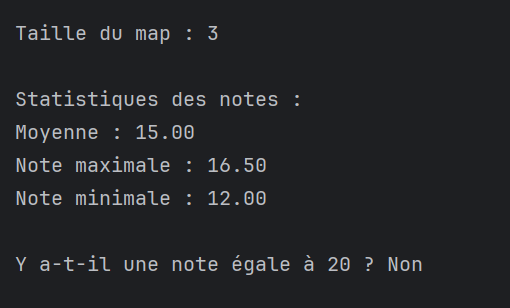 Taille du map : 3
Statistiques des notes :
Moyenne : 15.00
Note maximale : 16.50
Note minimale : 12.00
Y a-t-il une note égale à 20 ? Non